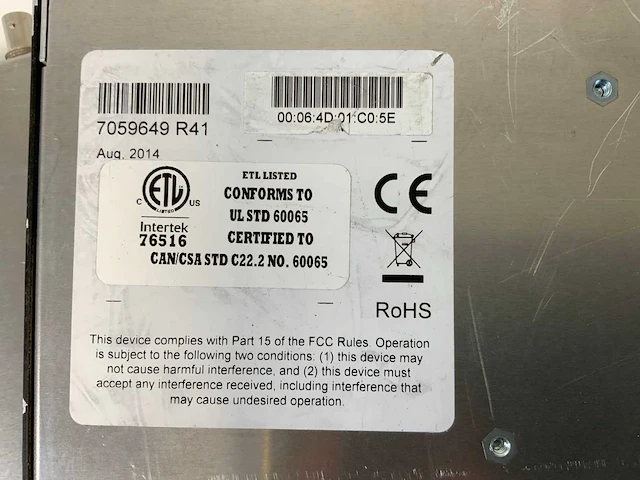 7059649 R41
00:06:4D:01:C0:5E
Aug. 2014
ETL LISTED
CONFORMS TO
UL STD 60065
CERTIFIED TO
CAN/CSA STD C22.2 NO. 60065
C ETL US
LISTED
Intertek
76516
CE
RoHS
This device complies with Part 15 of the FCC Rules. Operation
is subject to the following two conditions: (1) this device may
not cause harmful interference, and (2) this device must
accept any interference received, including interference that
may cause undesired operation.